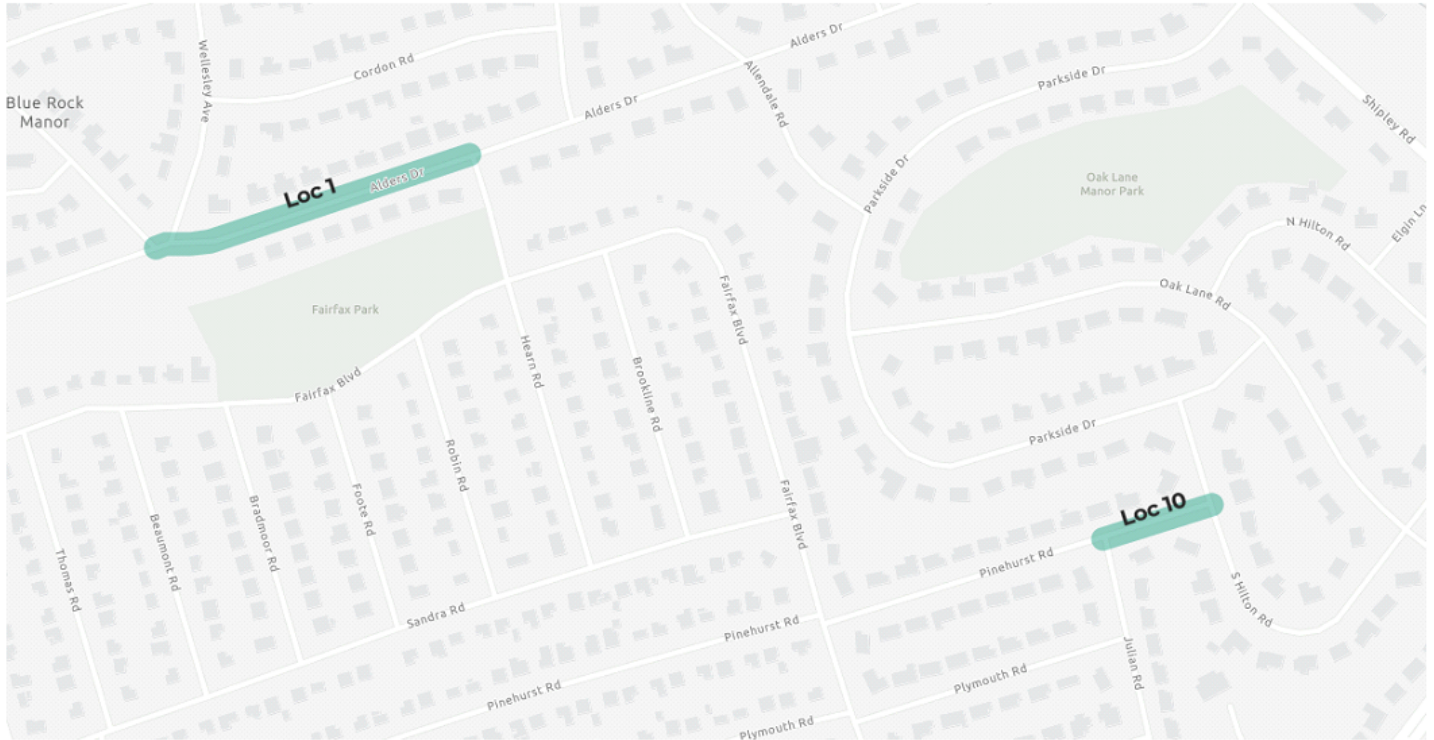 Alders Dr
Wellesley Ave
Cordon Rd
Allendale Rd
Parkside Dr
Shipley Rd
Blue Rock
Manor
Alders Dr
Loc 1
Alders Dr
Parkside Dr
Oak Lane
Manor Park
N Hilton Rd
Elgin Ln
Fairfax Park
Fairfax Blvd
Oak Lane Rd
Hearn Rd
Brookline Rd
Fairfax Blvd
Parkside Dr
Robin Rd
Foote Rd
Bradmoor Rd
Beaumont Rd
Thomas Rd
Fairfax Blvd
Loc 10
Pinehurst Rd
S Hilton Rd
Sandra Rd
Pinehurst Rd
Julian Rd
Plymouth Rd
Pinehurst Rd
Plymouth Rd